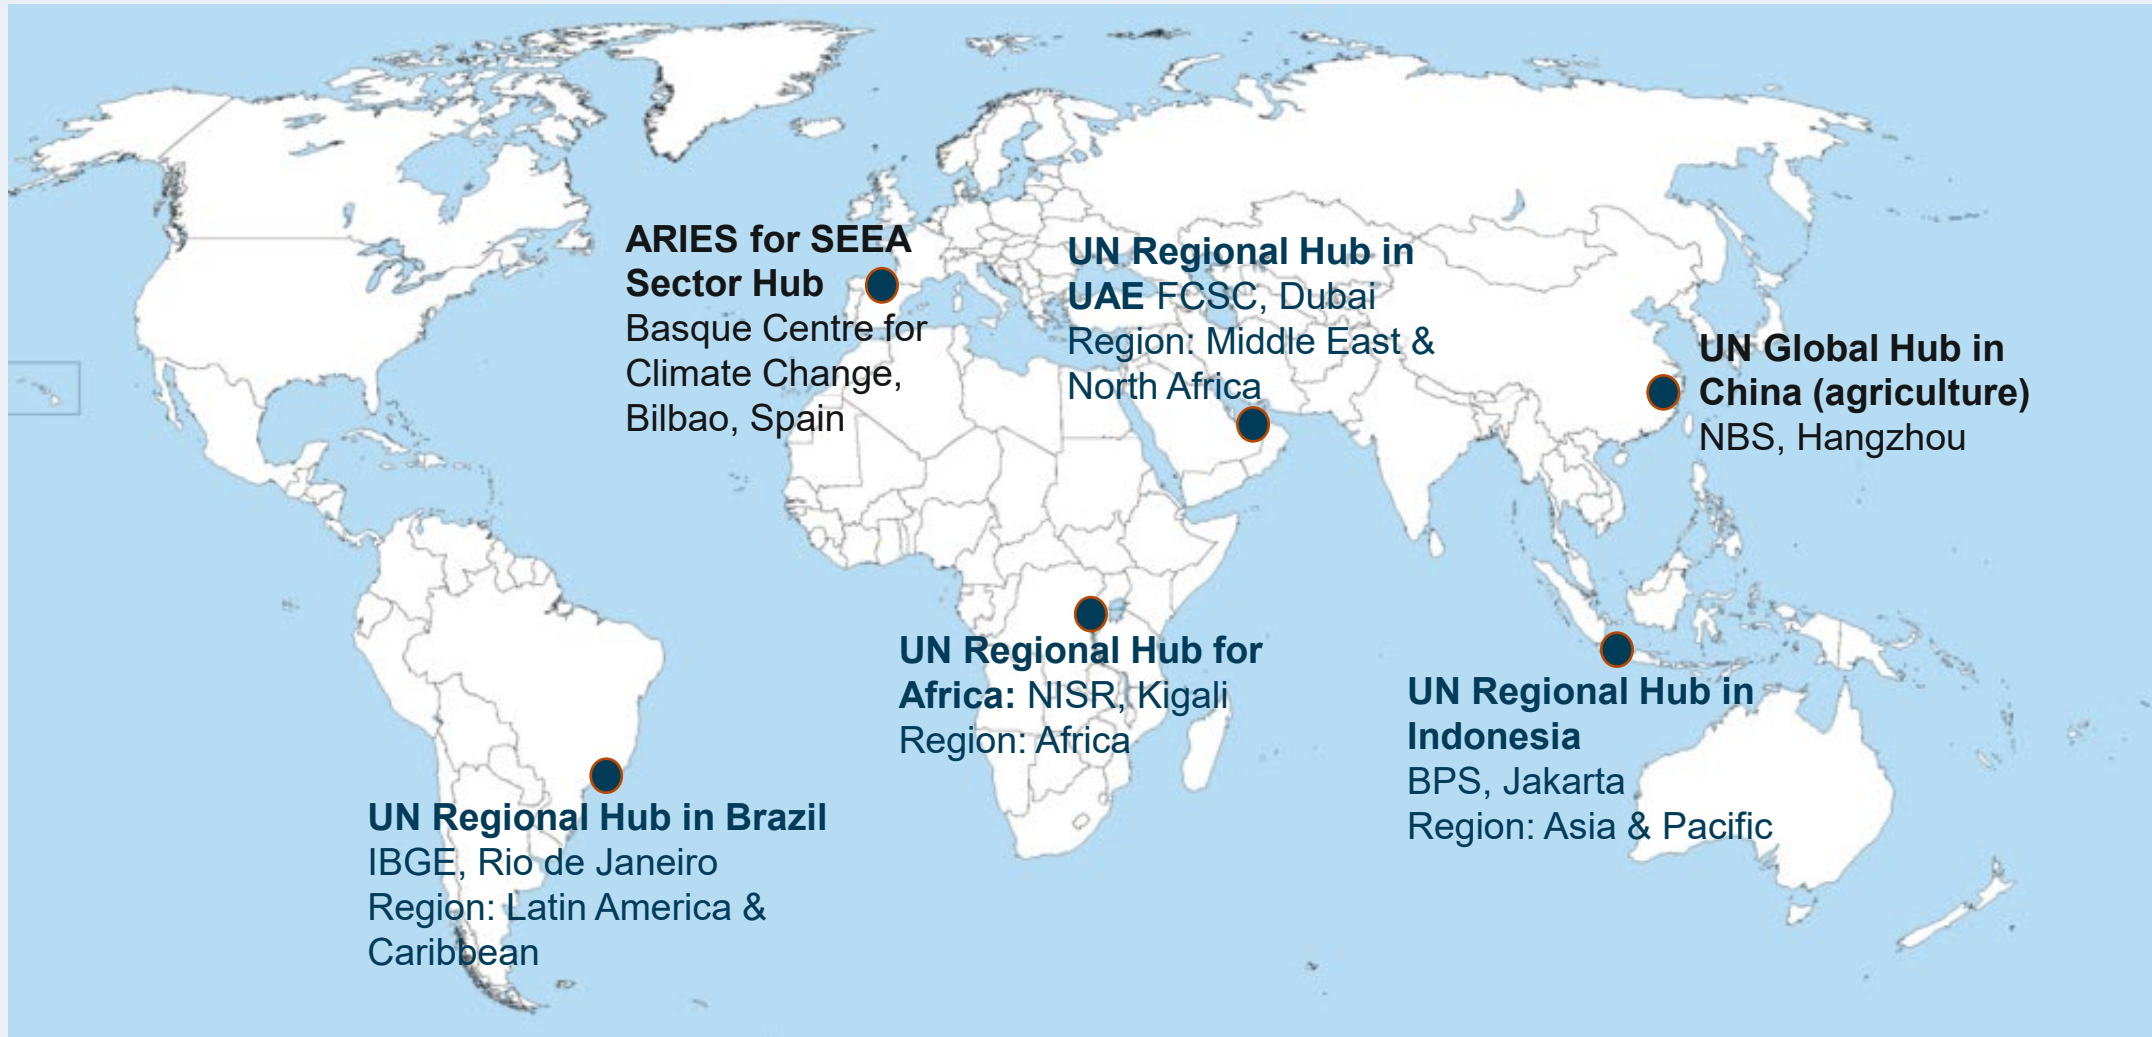 ARIES for SEEA
Sector Hub
Basque Centre for
Climate Change,
Bilbao, Spain
UN Regional Hub in
UAE FCSC, Dubai
Region: Middle East &
North Africa
UN Global Hub in
China (agriculture)
NBS, Hangzhou
UN Regional Hub for
Africa: NISR, Kigali
Region: Africa
UN Regional Hub in
Indonesia
BPS, Jakarta
Region: Asia & Pacific
UN Regional Hub in Brazil
IBGE, Rio de Janeiro
Region: Latin America &
Caribbean